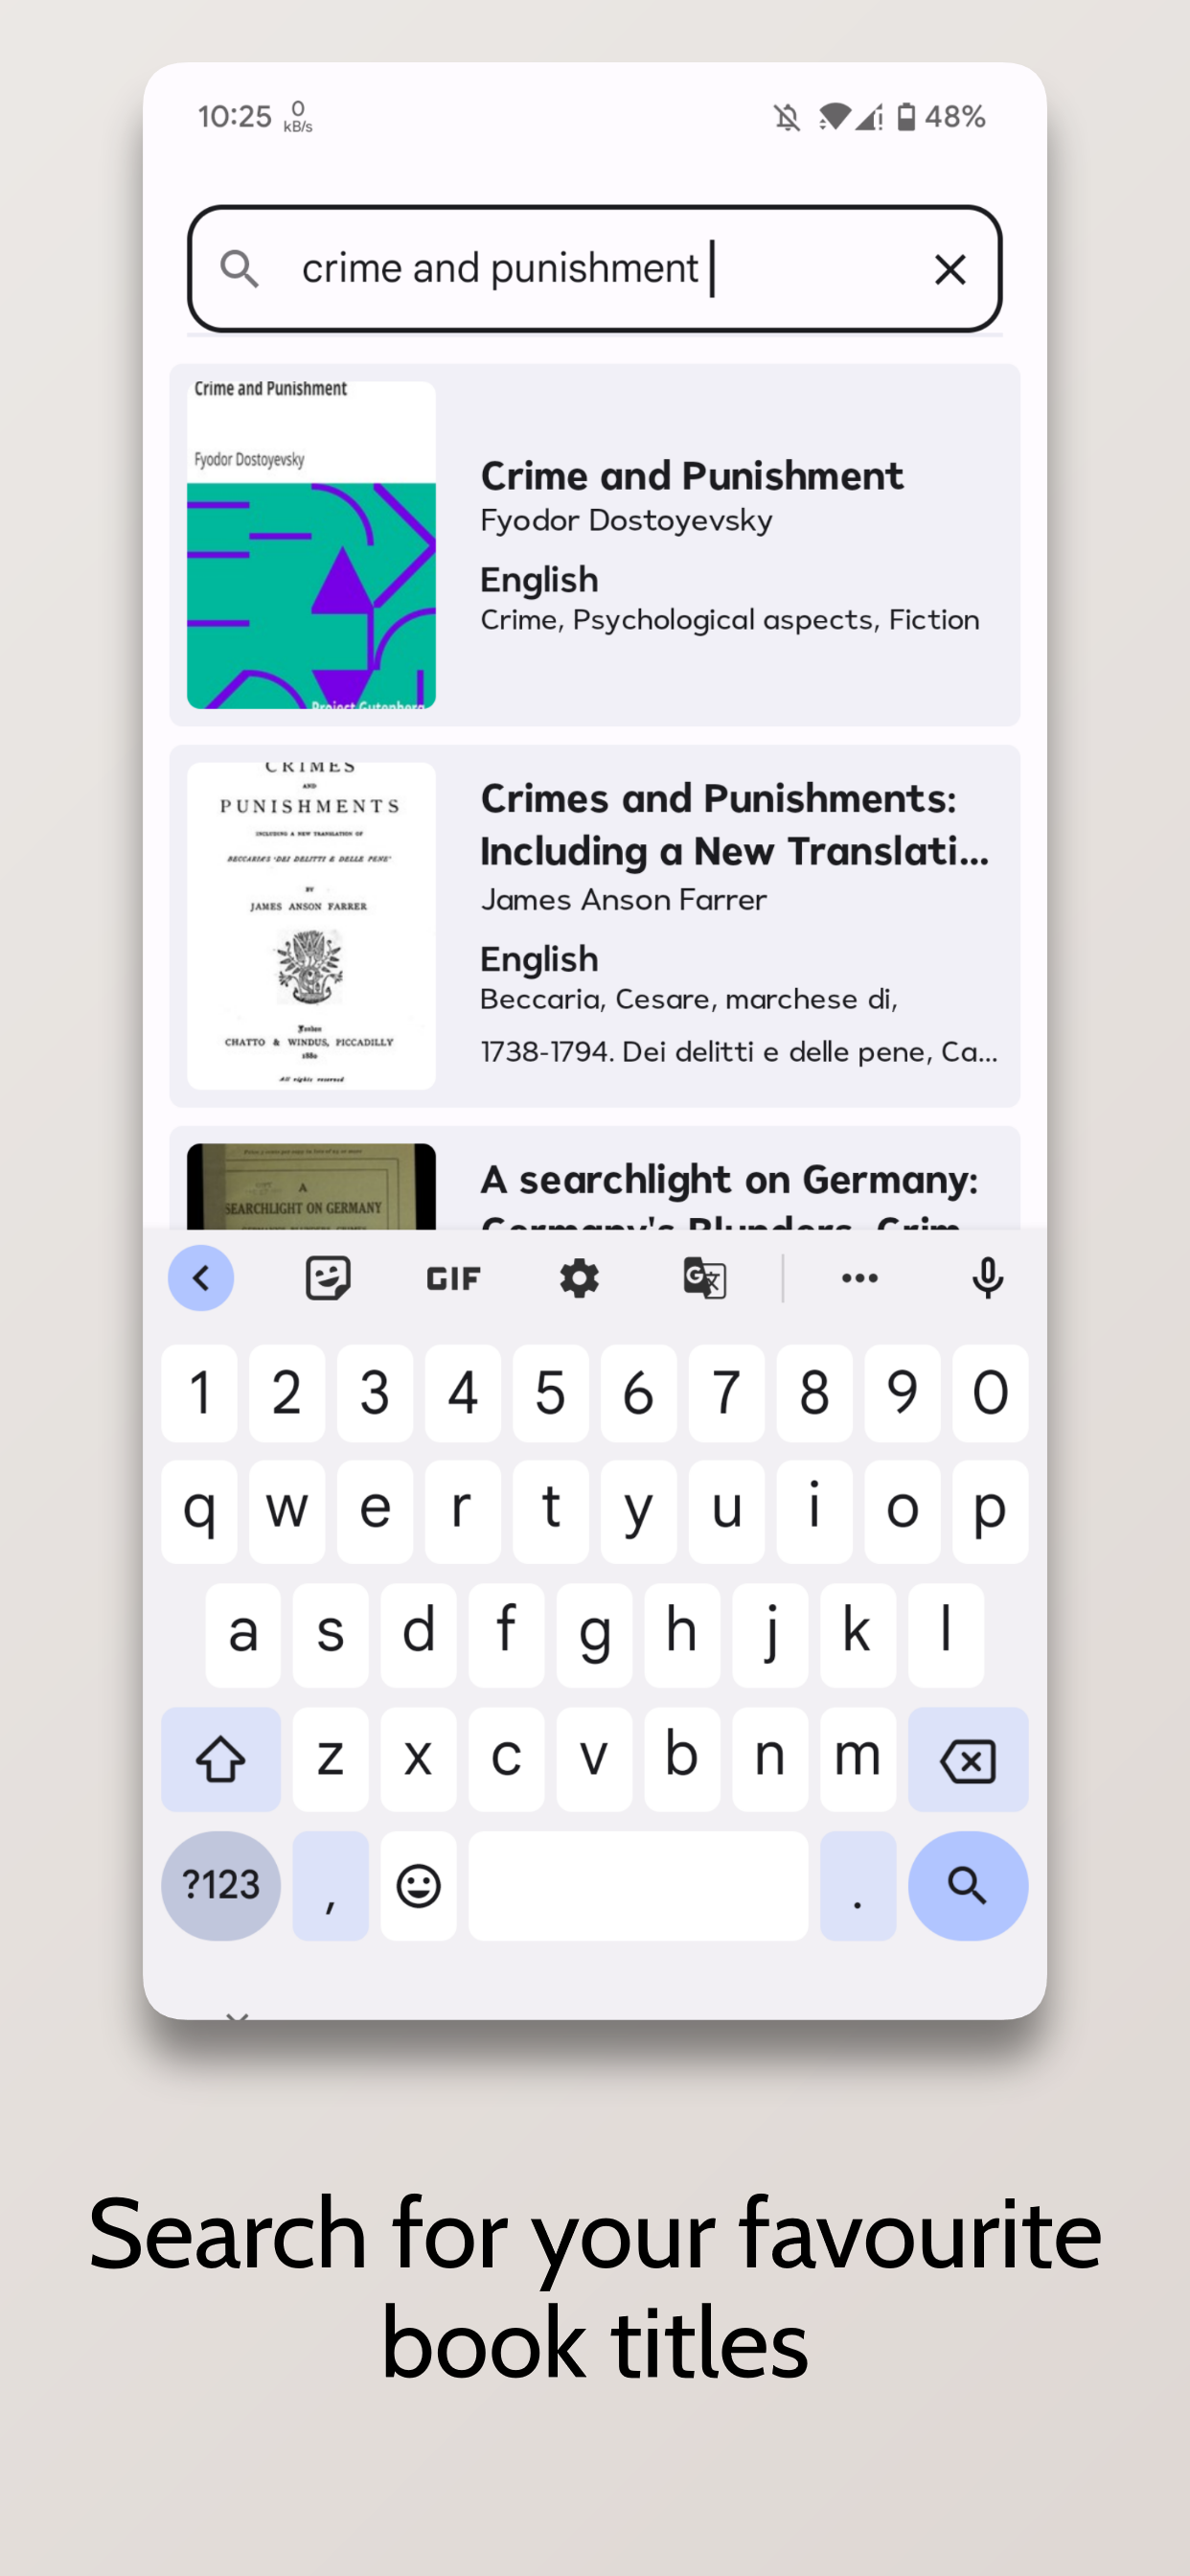 10:25 0 kB/s 48%
crime and punishment
Crime and Punishment
Fyodor Dostoyevsky
Project Gutenberg
Crime and Punishment
Fyodor Dostoyevsky
English
Crime, Psychological aspects, Fiction
CRIMES
AND
PUNISHMENTS
INCLUDING A NEW TRANSLATION OF
BECCARIA'S 'DEI DELITTI E DELLE PENE'
BY
JAMES ANSON FARRER
London
CHATTO & WINDUS, PICCADILLY
1880
All rights reserved
Crimes and Punishments:
Including a New Translati...
James Anson Farrer
English
Beccaria, Cesare, marchese di,
1738-1794. Dei delitti e delle pene, Ca...
A
SEARCHLIGHT ON GERMANY
A searchlight on Germany:
Germany's Blunders, Crim
GIF
G
1 2 3 4 5 6 7 8 9 0
q w e r t y u i o p
a s d f g h j k l
z x c v b n m
?123 , .
Search for your favourite
book titles